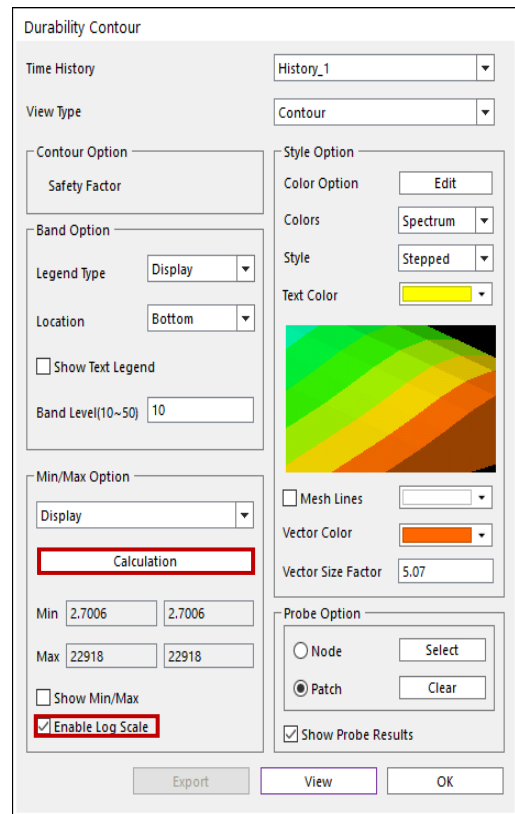 Durability Contour
Time History
History_1
View Type
Contour
Contour Option
Safety Factor
Band Option
Legend Type
Display
Location
Bottom
Show Text Legend
Band Level(10~50)
10
Min/Max Option
Display
Calculation
Min 2.7006 2.7006
Max 22918 22918
Show Min/Max
Enable Log Scale
Style Option
Color Option
Edit
Colors
Spectrum
Style
Stepped
Text Color
Mesh Lines
Vector Color
Vector Size Factor
5.07
Probe Option
Node
Select
Patch
Clear
Show Probe Results
Export
View
OK